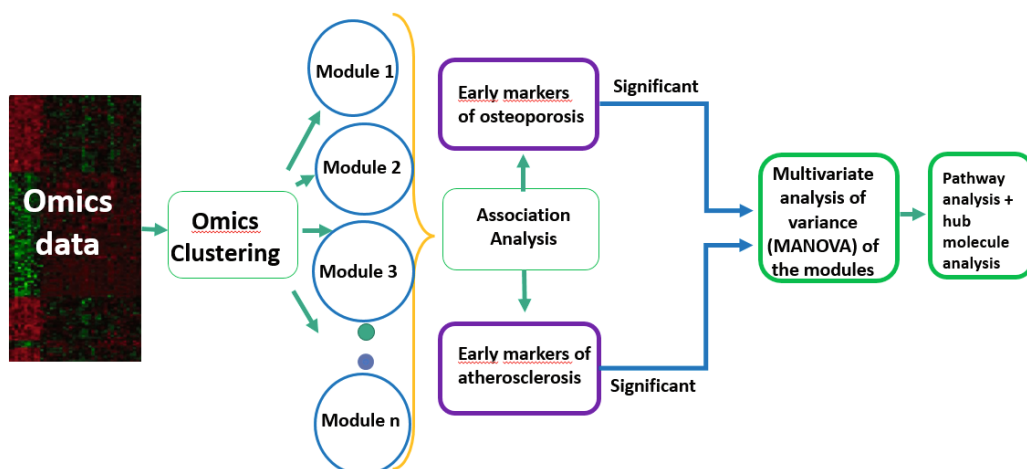 Omics
data
Omics
Clustering
Module 1
Module 2
Module 3
Module n
Early markers
of osteoporosis
Association
Analysis
Early markers of
atherosclerosis
Significant
Significant
Multivariate
analysis of
variance
(MANOVA) of
the modules
Pathway
analysis +
hub
molecule
analysis